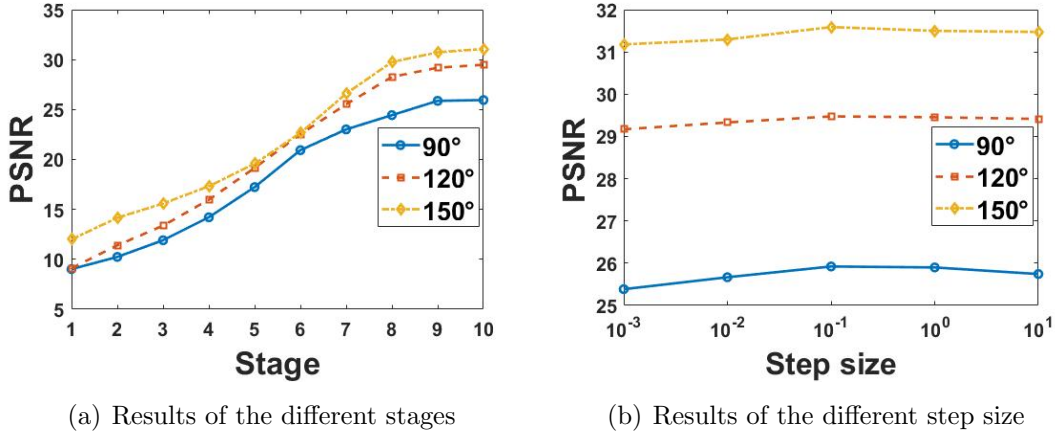 35
30
25
20
15
10
5
1 2 3 4 5 6 7 8 9 10
PSNR
Stage
90°
120°
150°
(a) Results of the different stages
32
31
30
29
28
27
26
25
10^-3 10^-2 10^-1 10^0 10^1
PSNR
Step size
90°
120°
150°
(b) Results of the different step size